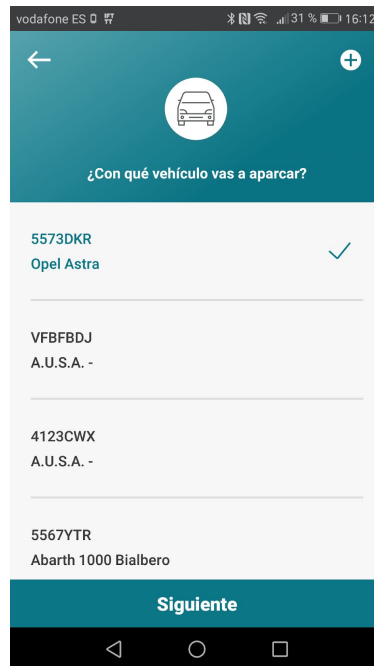 vodafone ES 31 % 16:12
¿Con qué vehículo vas a aparcar?
5573DKR
Opel Astra
VFBFBDJ
A.U.S.A. -
4123CWX
A.U.S.A. -
5567YTR
Abarth 1000 Bialbero
Siguiente